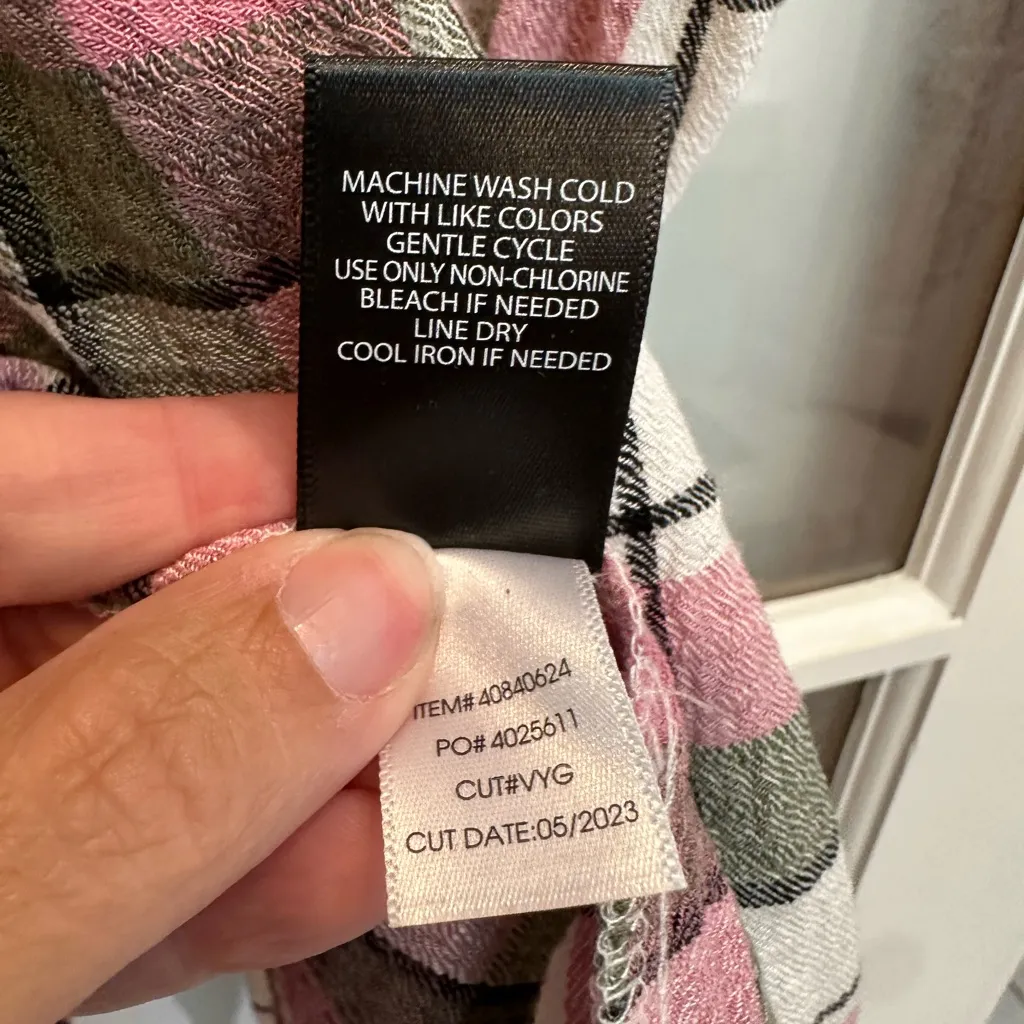 MACHINE WASH COLD
WITH LIKE COLORS
GENTLE CYCLE
USE ONLY NON-CHLORINE
BLEACH IF NEEDED
LINE DRY
COOL IRON IF NEEDED
ITEM# 40840624
PO# 4025611
CUT#VYG
CUT DATE:05/2023